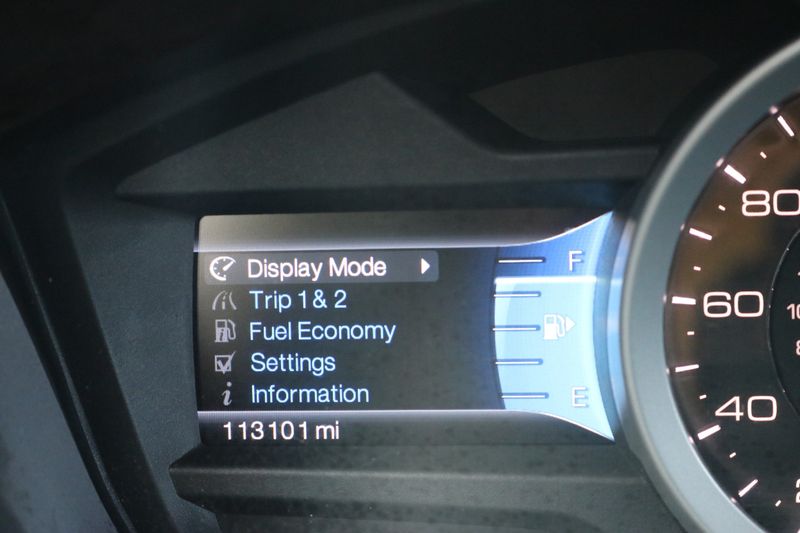 Display Mode
Trip 1 & 2
Fuel Economy
Settings
Information
113101 mi
F
E
80
60
40